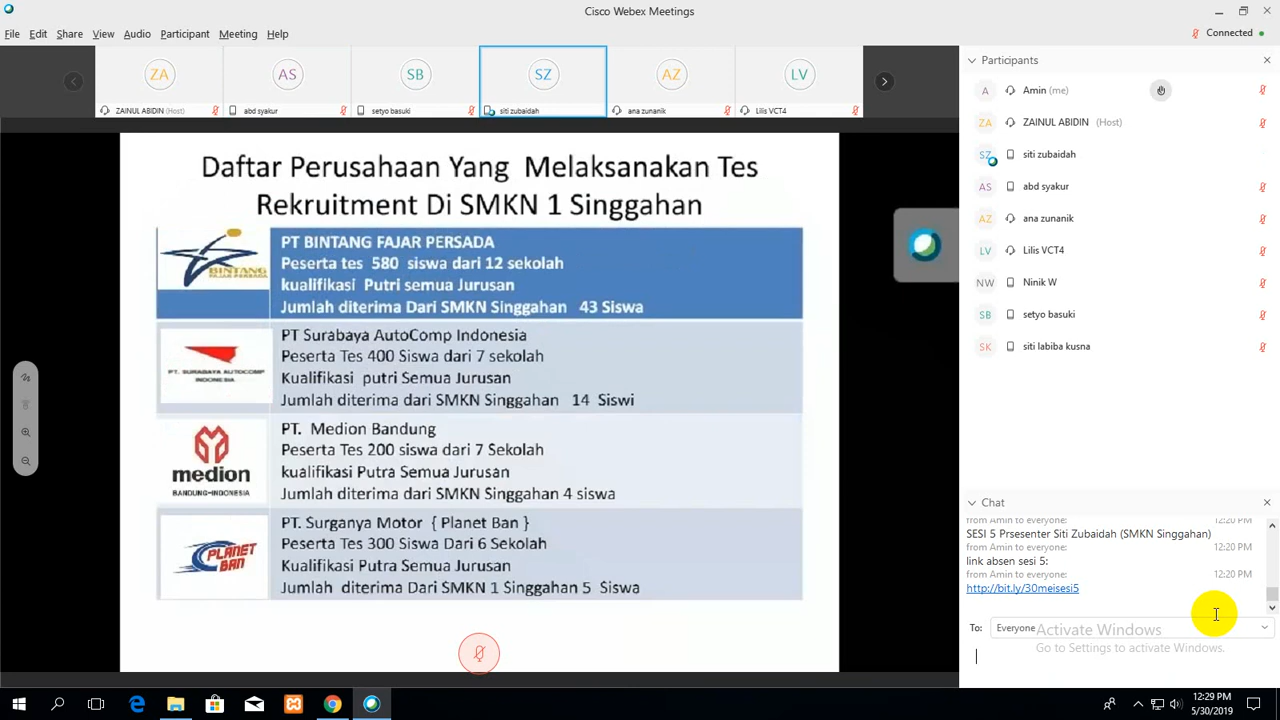 Cisco Webex Meetings
File Edit Share View Audio Participant Meeting Help
Connected
ZA
AS
SB
SZ
AZ
LV
ZAINUL ABIDIN (Host)
abd syakur
setyo basuki
siti zubaidah
ana zunanik
Lilis VCT4
Daftar Perusahaan Yang Melaksanakan Tes
Rekruitment Di SMKN 1 Singgahan
BINTANG
FAJAR PERSADA
PT BINTANG FAJAR PERSADA
Peserta tes 580 siswa dari 12 sekolah
kualifikasi Putri semua Jurusan
Jumlah diterima Dari SMKN Singgahan 43 Siswa
PT. SURABAYA AUTOCOMP
INDONESIA
PT Surabaya AutoComp Indonesia
Peserta Tes 400 Siswa dari 7 sekolah
Kualifikasi putri Semua Jurusan
Jumlah diterima dari SMKN Singgahan 14 Siswi
medion
BANDUNG-INDONESIA
PT. Medion Bandung
Peserta Tes 200 siswa dari 7 Sekolah
kualifikasi Putra Semua Jurusan
Jumlah diterima dari SMKN Singgahan 4 siswa
PLANET
BAN
PT. Surganya Motor { Planet Ban }
Peserta Tes 300 Siswa Dari 6 Sekolah
Kualifikasi Putra Semua Jurusan
Jumlah diterima Dari SMKN 1 Singgahan 5 Siswa
Participants
A Amin (me)
ZA ZAINUL ABIDIN (Host)
SZ siti zubaidah
AS abd syakur
AZ ana zunanik
LV Lilis VCT4
NW Ninik W
SB setyo basuki
SK siti labiba kusna
Chat
from Amin to everyone: 12:20 PM
SESI 5 Prsesenter Siti Zubaidah (SMKN Singgahan)
from Amin to everyone: 12:20 PM
link absen sesi 5:
from Amin to everyone: 12:20 PM
http://bit.ly/30meisesi5
To: Everyone
Activate Windows
Go to Settings to activate Windows.
12:29 PM
5/30/2019